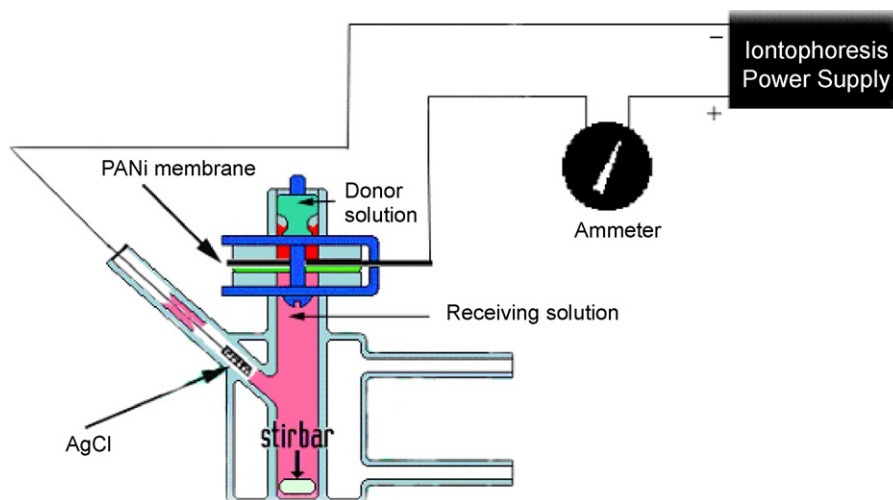 −
Iontophoresis
Power Supply
+
PANi membrane
Donor
solution
Ammeter
Receiving solution
AgCl
stirbar